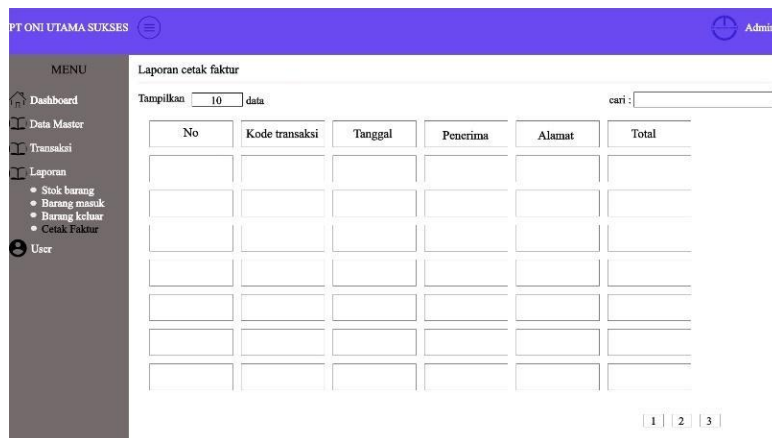 PT ONI UTAMA SUKSES
Admin
MENU
Dashboard
Data Master
Transaksi
Laporan
Stok barang
Barang masuk
Barang keluar
Cetak Faktur
User
Laporan cetak faktur
Tampilkan 10 data
cari :
No Kode transaksi Tanggal Penerima Alamat Total
1 2 3